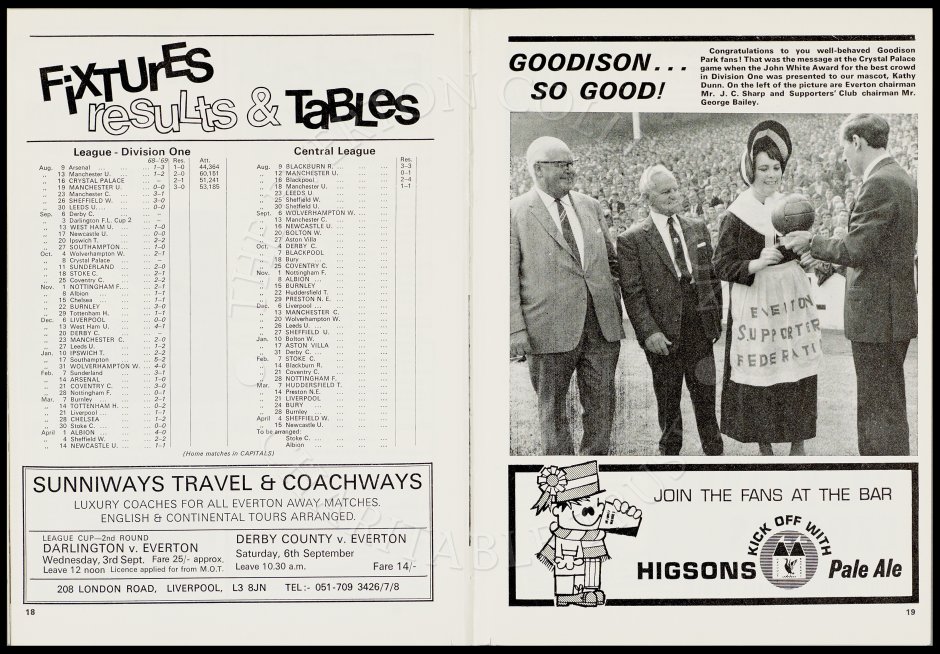 FIXTURES
results & TABLES
League - Division One
68-'69 Res. Att.
Aug. 9 Arsenal ... 1-3 1-0 44,364
„ 13 Manchester U. ... 1-2 2-0 60,161
„ 16 CRYSTAL PALACE ... – 2-1 51,241
„ 19 MANCHESTER U. ... 0-0 3-0 53,185
„ 23 Manchester C. ... 3-1
„ 26 SHEFFIELD W. ... 3-0
„ 30 LEEDS U. ... 0-0
Sep. 6 Derby C. ... –
„ 3 Darlington F.L. Cup 2 ... –
„ 13 WEST HAM U. ... 1-0
„ 17 Newcastle U. ... 0-0
„ 20 Ipswich T. ... 2-2
„ 27 SOUTHAMPTON ... 1-0
Oct. 4 Wolverhampton W. ... 2-1
„ 8 Crystal Palace ... –
„ 11 SUNDERLAND ... 2-0
„ 18 STOKE C. ... 2-1
„ 25 Coventry C. ... 2-2
Nov. 1 NOTTINGHAM F. ... 2-1
„ 8 Albion ... 1-1
„ 15 Chelsea ... 1-1
„ 22 BURNLEY ... 3-0
„ 29 Tottenham H. ... 1-1
Dec. 6 LIVERPOOL ... 0-0
„ 13 West Ham U. ... 4-1
„ 20 DERBY C. ...
„ 23 MANCHESTER C. ... 2-0
„ 27 Leeds U. ... 1-2
Jan. 10 IPSWICH T. ... 2-2
„ 17 Southampton ... 5-2
„ 31 WOLVERHAMPTON W. ... 4-0
Feb. 7 Sunderland ... 3-1
„ 14 ARSENAL ... 1-0
„ 21 COVENTRY C. ... 3-0
„ 28 Nottingham F. ... 0-1
Mar. 7 Burnley ... 2-1
„ 14 TOTTENHAM H. ... 0-2
„ 21 Liverpool ... 1-1
„ 28 CHELSEA ... 1-2
„ 30 Stoke C. ... 0-0
April 1 ALBION ... 4-0
„ 4 Sheffield W. ... 2-2
„ 14 NEWCASTLE U. ... 1-1
Central League
Res.
Aug. 9 BLACKBURN R. ... 3-3
„ 12 MANCHESTER U. ... 0-1
„ 16 Blackpool ... 2-4
„ 18 Manchester U. ... 1-1
„ 23 LEEDS U. ...
„ 25 Sheffield W. ...
„ 30 Sheffield U. ...
Sept. 6 WOLVERHAMPTON W. ...
„ 13 Manchester C. ...
„ 16 NEWCASTLE U. ...
„ 20 BOLTON W. ...
„ 27 Aston Villa ...
Oct. 4 DERBY C. ...
„ 7 BLACKPOOL ...
„ 18 Bury ...
„ 25 COVENTRY C. ...
Nov. 1 Nottingham F. ...
„ 8 ALBION ...
„ 15 BURNLEY ...
„ 22 Huddersfield T. ...
„ 29 PRESTON N. E. ...
Dec. 6 Liverpool ...
„ 13 MANCHESTER C. ...
„ 20 Wolverhampton W. ...
„ 26 Leeds U. ...
„ 27 SHEFFIELD U. ...
Jan. 10 Bolton W. ...
„ 17 ASTON VILLA ...
„ 31 Derby C. ...
Feb. 7 STOKE C. ...
„ 14 Blackburn R. ...
„ 21 Coventry C. ...
„ 28 NOTTINGHAM F. ...
Mar. 7 HUDDERSFIELD T. ...
„ 14 Preston N.E. ...
„ 21 LIVERPOOL ...
„ 24 BURY ...
„ 28 Burnley ...
April 4 SHEFFIELD W. ...
„ 15 Newcastle U. ...
To be arranged:
Stoke C. ...
Albion ...
(Home matches in CAPITALS)
SUNNIWAYS TRAVEL & COACHWAYS
LUXURY COACHES FOR ALL EVERTON AWAY MATCHES.
ENGLISH & CONTINENTAL TOURS ARRANGED.
LEAGUE CUP—2nd ROUND
DARLINGTON v. EVERTON
Wednesday, 3rd Sept. Fare 25/- approx.
Leave 12 noon Licence applied for from M.O.T.
DERBY COUNTY v. EVERTON
Saturday, 6th September
Leave 10.30 a.m. Fare 14/-
208 LONDON ROAD, LIVERPOOL, L3 8JN TEL:- 051-709 3426/7/8
18
GOODISON...
SO GOOD!
Congratulations to you well-behaved Goodison
Park fans! That was the message at the Crystal Palace
game when the John White Award for the best crowd
in Division One was presented to our mascot, Kathy
Dunn. On the left of the picture are Everton chairman
Mr. J. C. Sharp and Supporters' Club chairman Mr.
George Bailey.
EVERTON
SUPPORTER
FEDERATI
JOIN THE FANS AT THE BAR
KICK OFF WITH
HIGSONS Pale Ale
19